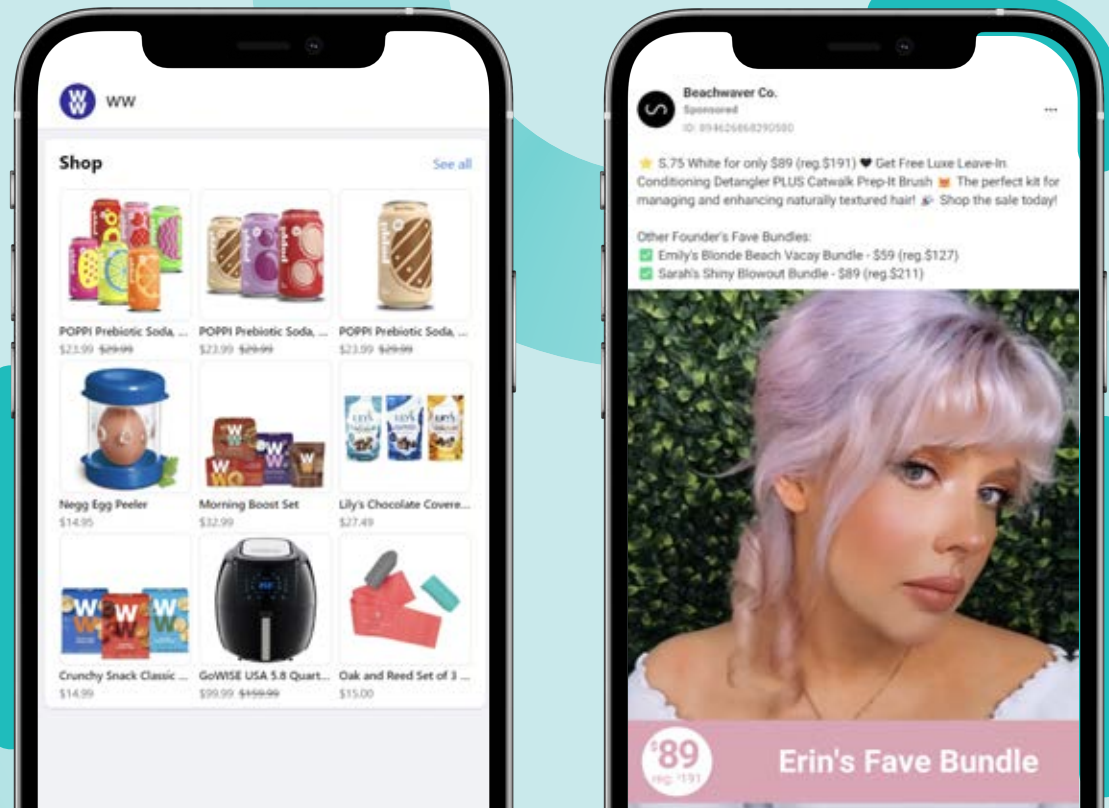 WW
Shop
See all
POPPI Prebiotic Soda, ...
$23.99 $29.99
POPPI Prebiotic Soda, ...
$23.99 $29.99
POPPI Prebiotic Soda, ...
$23.99 $29.99
Negg Egg Peeler
$14.95
Morning Boost Set
$32.99
Lily's Chocolate Covere...
$27.49
Crunchy Snack Classic ...
$14.99
GoWISE USA 5.8 Quart...
$99.99 $159.99
Oak and Reed Set of 3 ...
$15.00
Beachwaver Co.
Sponsored
ID: 894626868290580
⭐ S.75 White for only $89 (reg.$191) 🖤 Get Free Luxe Leave-In
Conditioning Detangler PLUS Catwalk Prep-It Brush 😻 The perfect kit for
managing and enhancing naturally textured hair! 🎉 Shop the sale today!
Other Founder's Fave Bundles:
✅ Emily's Blonde Beach Vacay Bundle - $59 (reg.$127)
✅ Sarah's Shiny Blowout Bundle - $89 (reg.$211)
$89
reg. $191
Erin's Fave Bundle